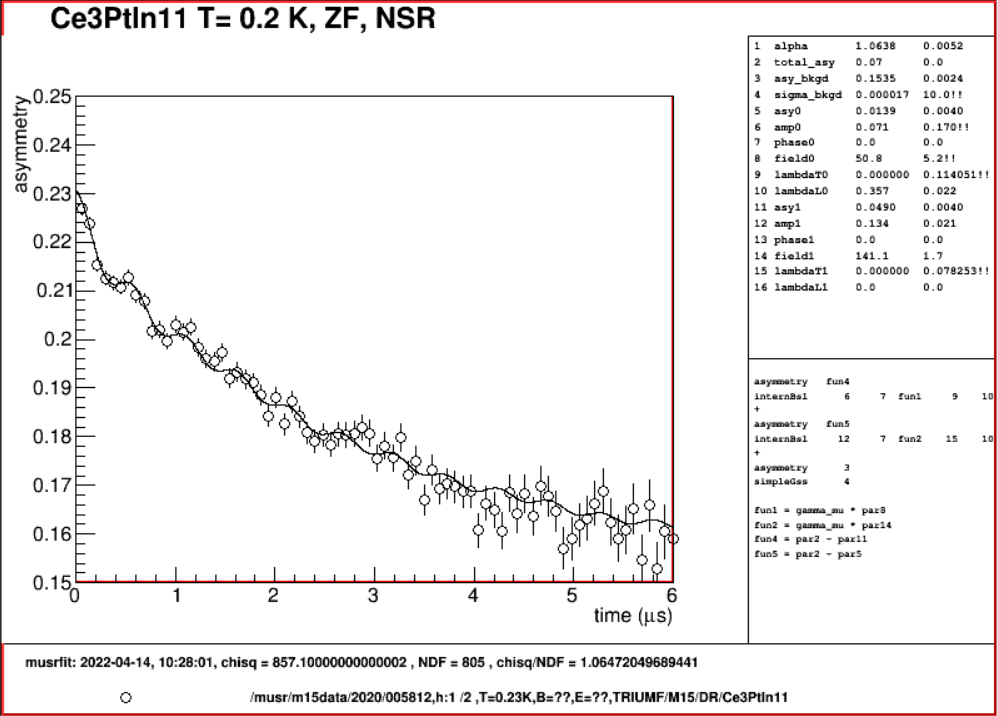 Ce3PtIn11 T= 0.2 K, ZF, NSR
asymmetry
0.25
0.24
0.23
0.22
0.21
0.2
0.19
0.18
0.17
0.16
0.15
0 1 2 3 4 5 6
time (μs)
1 alpha 1.0638 0.0052
2 total_asy 0.07 0.0
3 asy_bkgd 0.1535 0.0024
4 sigma_bkgd 0.000017 10.0!!
5 asy0 0.0139 0.0040
6 amp0 0.071 0.170!!
7 phase0 0.0 0.0
8 field0 50.8 5.2!!
9 lambdaT0 0.000000 0.114051!!
10 lambdaL0 0.357 0.022
11 asy1 0.0490 0.0040
12 amp1 0.134 0.021
13 phase1 0.0 0.0
14 field1 141.1 1.7
15 lambdaT1 0.000000 0.078253!!
16 lambdaL1 0.0 0.0
asymmetry fun4
internBsl 6 7 fun1 9 10
+
asymmetry fun5
internBsl 12 7 fun2 15 10
+
asymmetry 3
simpleGss 4
fun1 = gamma_mu * par8
fun2 = gamma_mu * par14
fun4 = par2 - par11
fun5 = par2 - par5
musrfit: 2022-04-14, 10:28:01, chisq = 857.10000000000002 , NDF = 805 , chisq/NDF = 1.06472049689441
/musr/m15data/2020/005812,h:1 /2 ,T=0.23K,B=??,E=??,TRIUMF/M15/DR/Ce3PtIn11